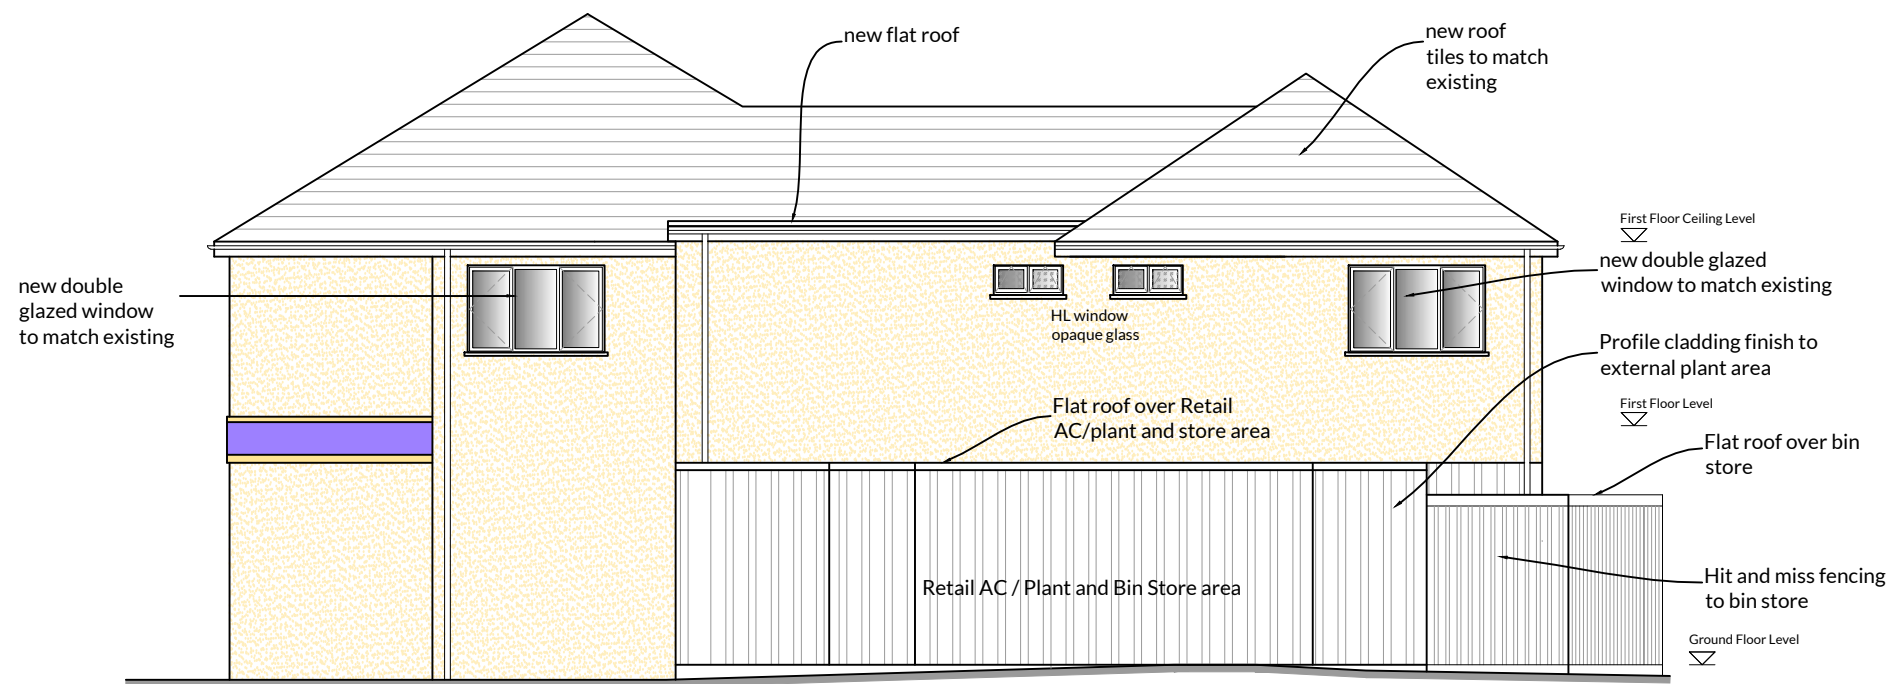 new flat roof
new roof
tiles to match
existing
First Floor Ceiling Level
new double glazed
window to match existing
new double
glazed window
to match existing
HL window
opaque glass
Profile cladding finish to
external plant area
Flat roof over Retail
AC/plant and store area
First Floor Level
Flat roof over bin
store
Retail AC / Plant and Bin Store area
Hit and miss fencing
to bin store
Ground Floor Level